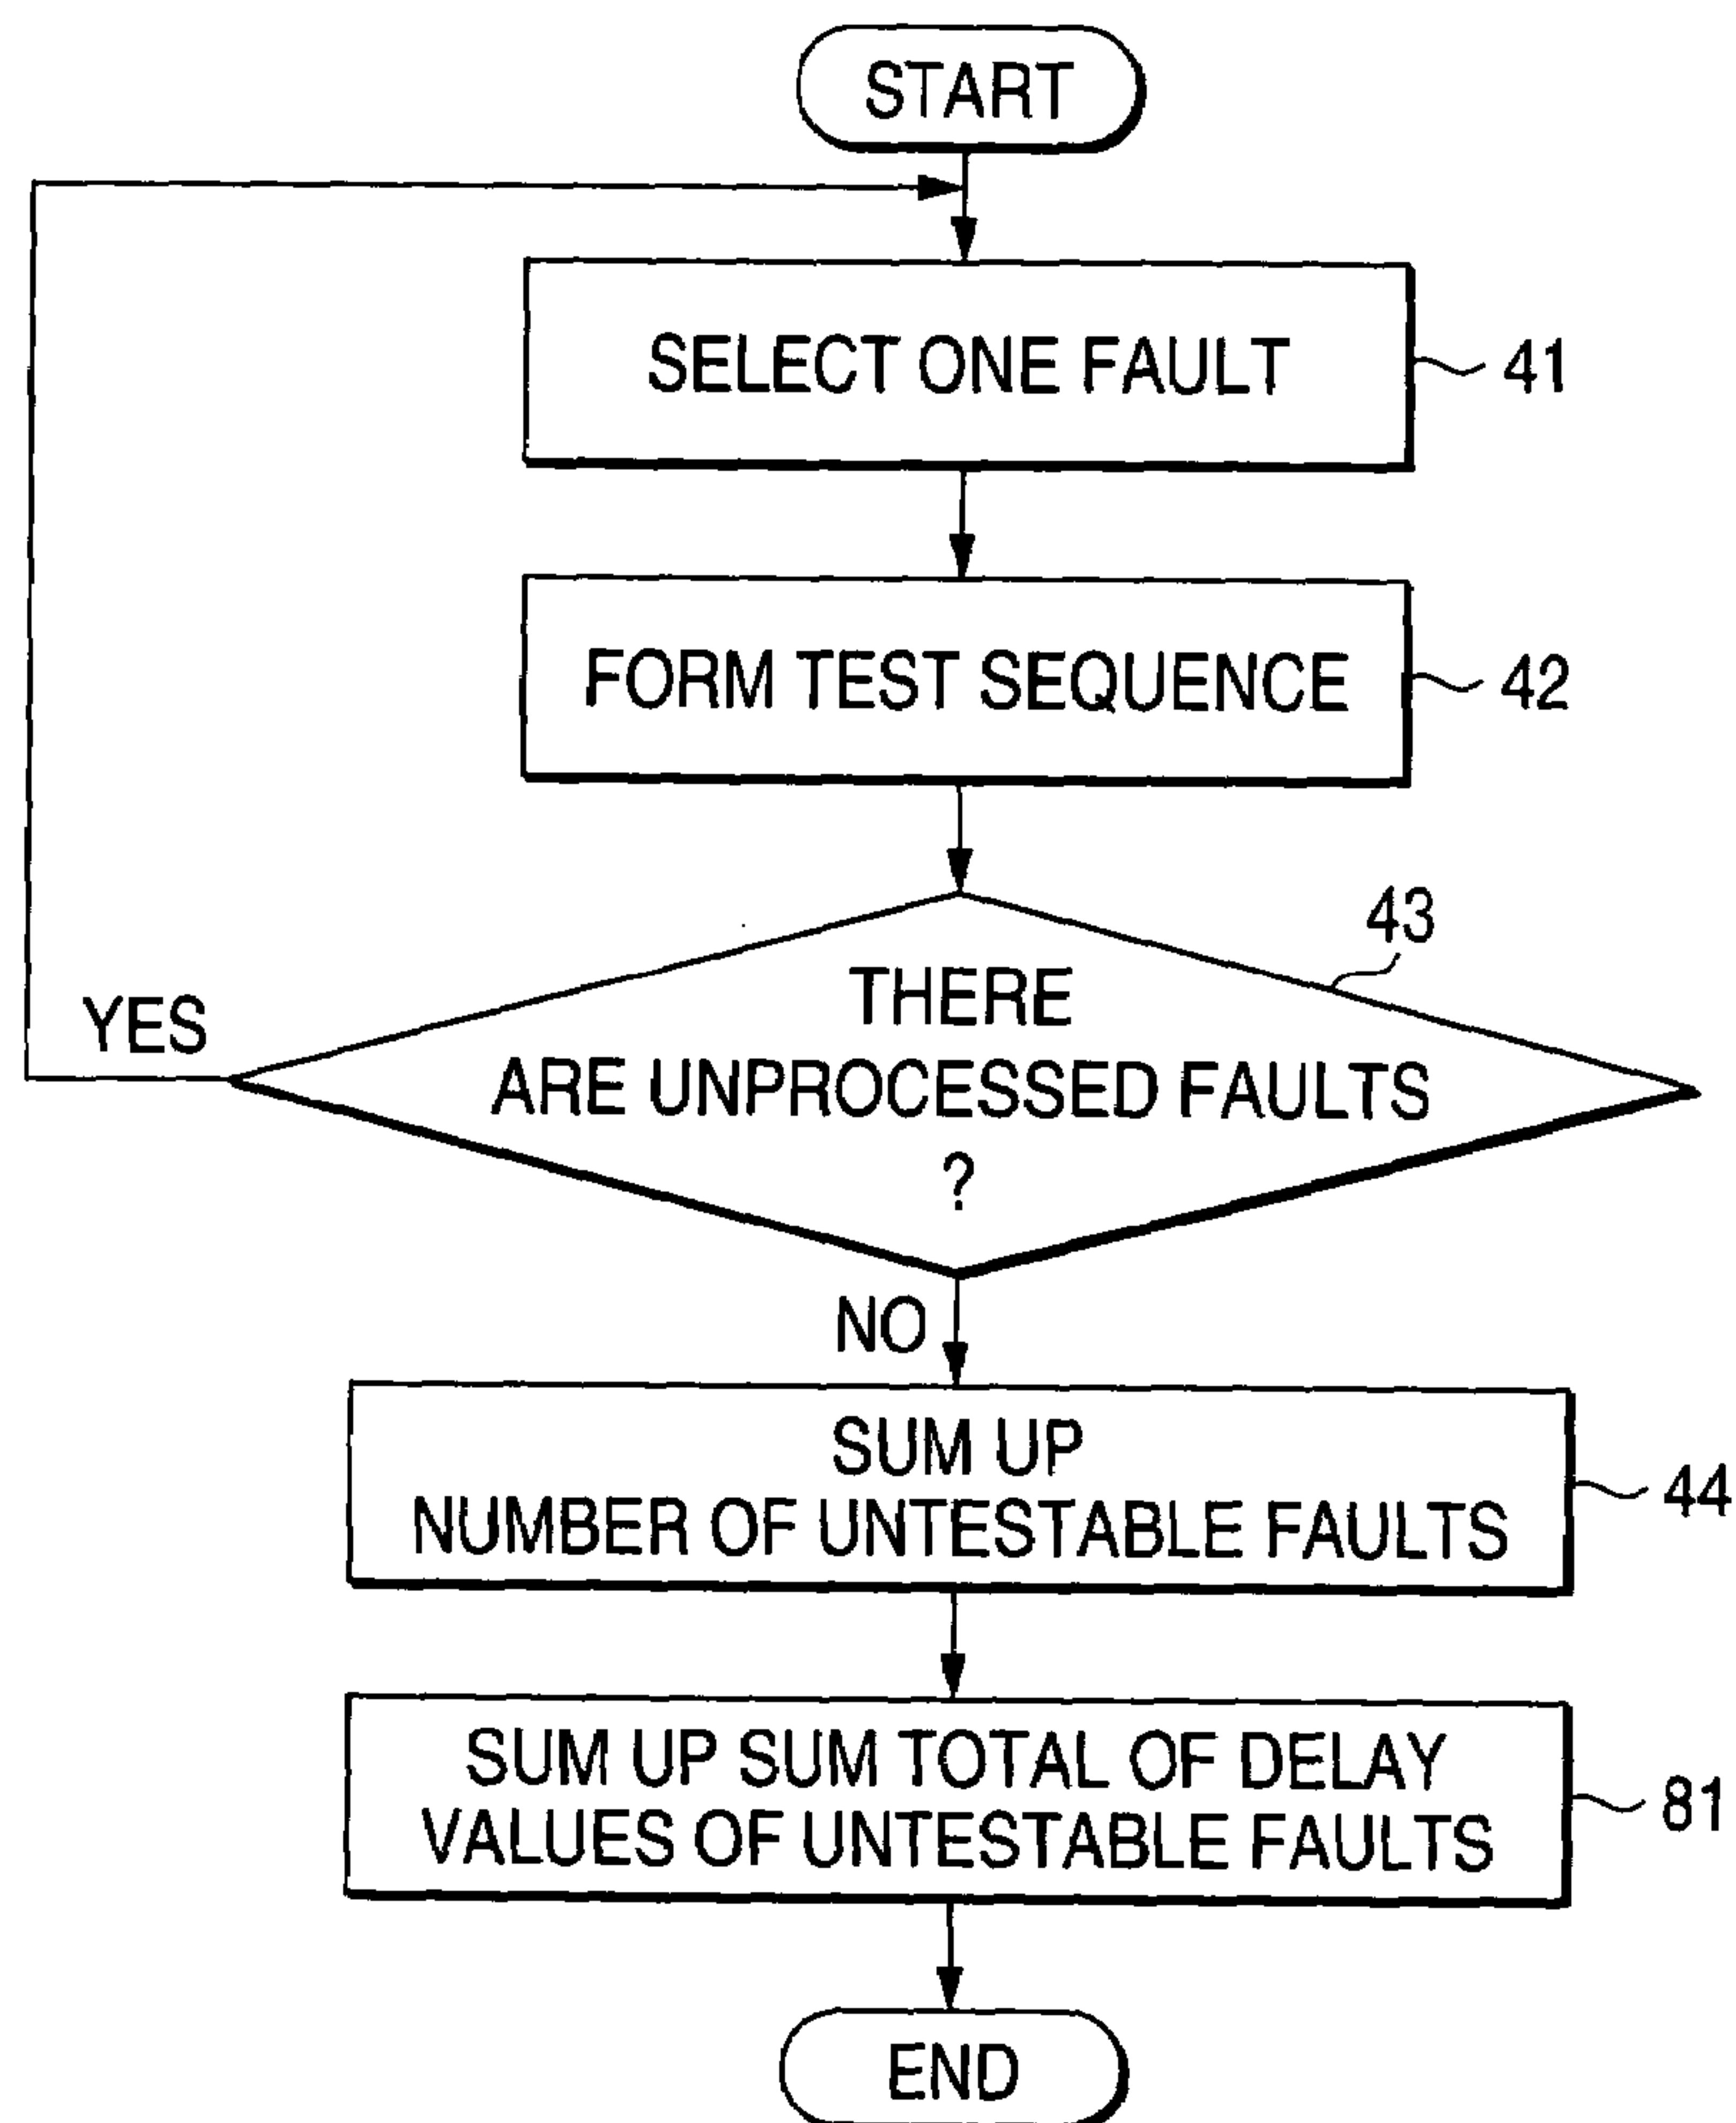 START
SELECT ONE FAULT
41
FORM TEST SEQUENCE
42
43
THERE
ARE UNPROCESSED FAULTS
?
YES
NO
SUM UP
NUMBER OF UNTESTABLE FAULTS
44
SUM UP SUM TOTAL OF DELAY
VALUES OF UNTESTABLE FAULTS
81
END